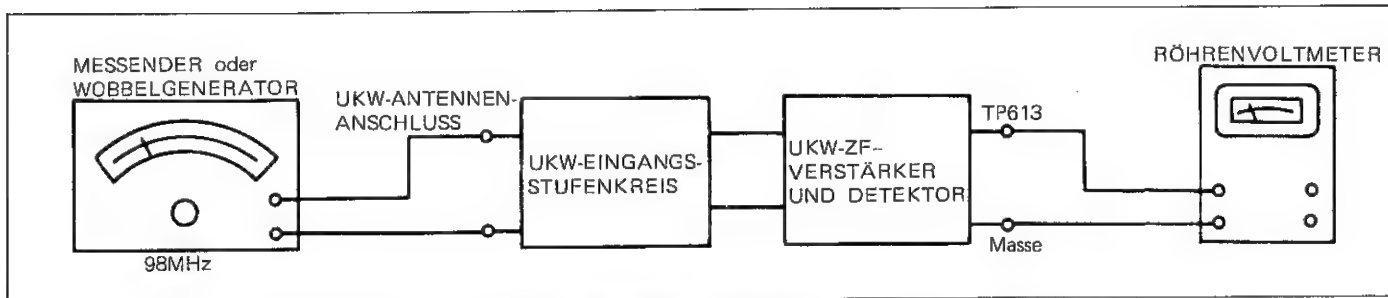 MESSENDER oder
WOBBELGENERATOR
98MHz
UKW-ANTENNEN-
ANSCHLUSS
UKW-EINGANGS-
STUFENKREIS
UKW-ZF-
VERSTÄRKER
UND DETEKTOR
TP613
Masse
RÖHRENVOLTMETER